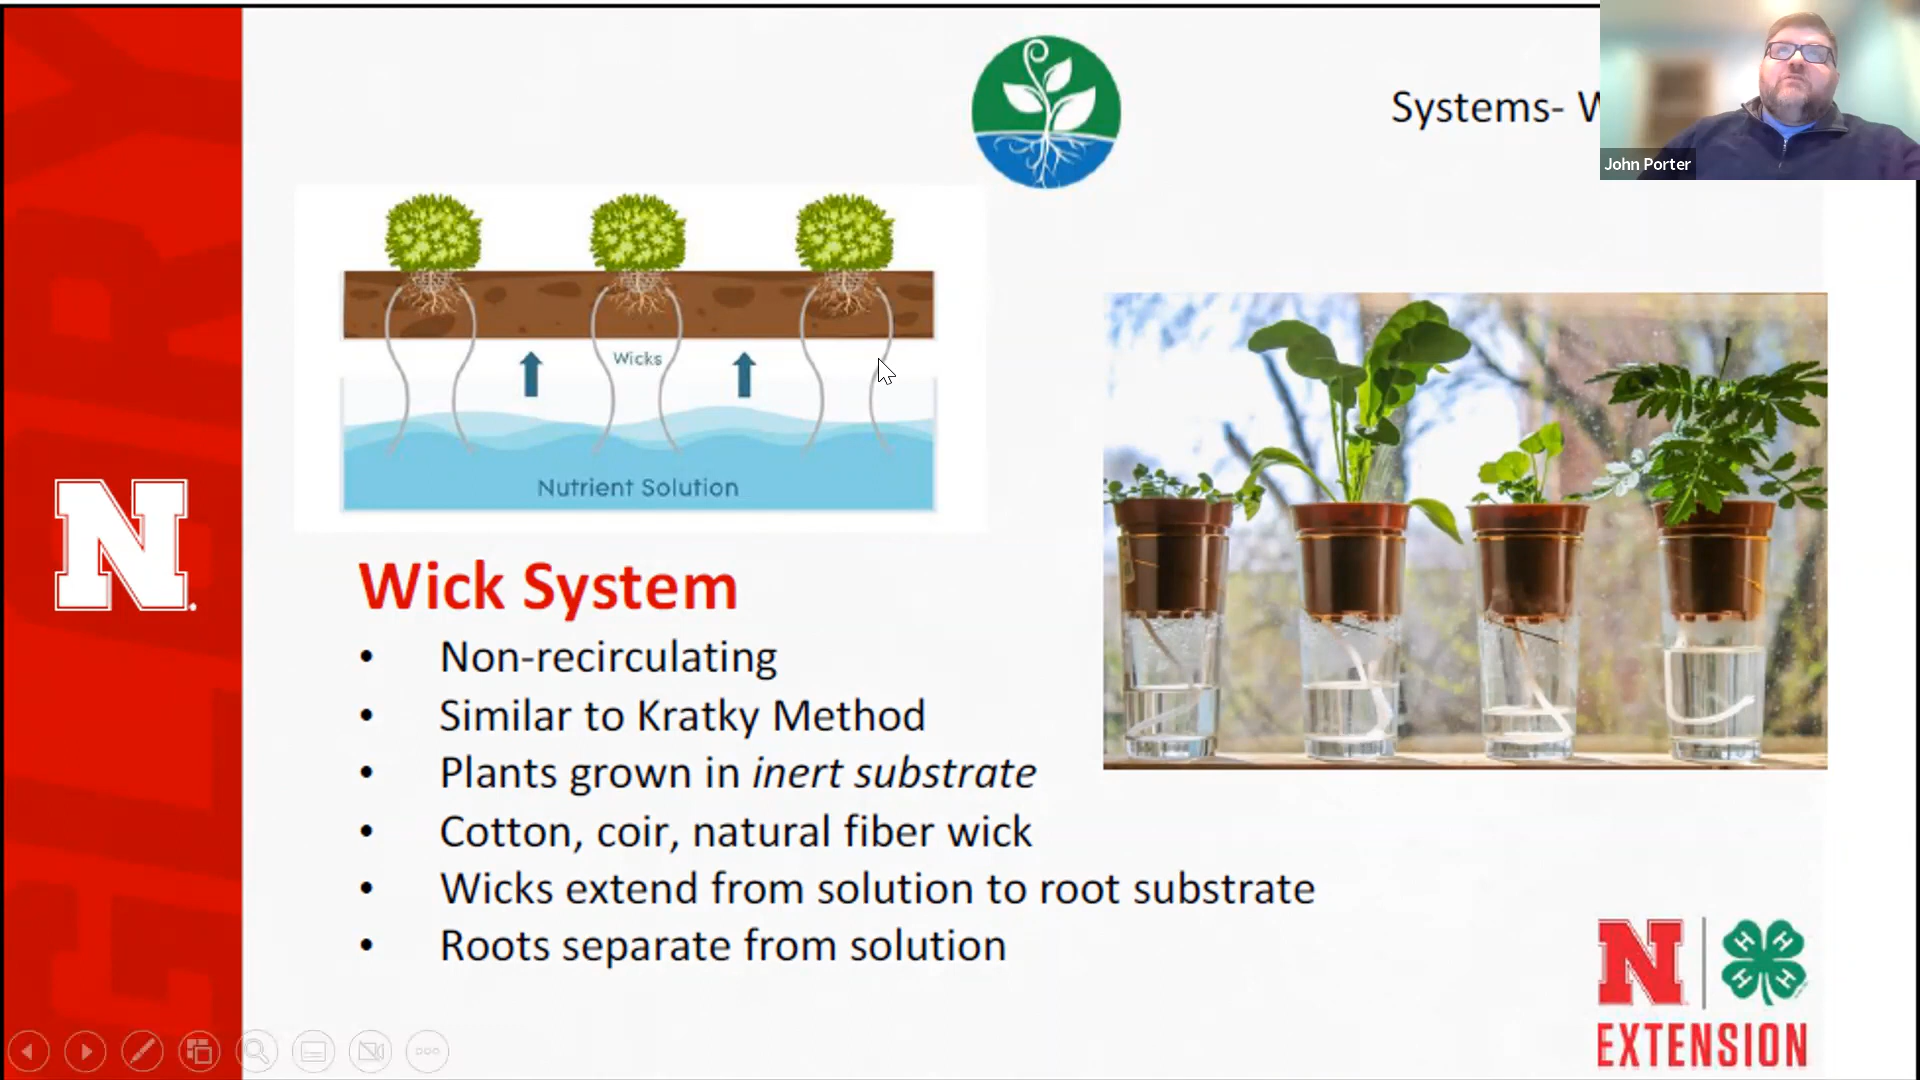 Systems- W
John Porter
Wicks
Nutrient Solution
Wick System
• Non-recirculating
• Similar to Kratky Method
• Plants grown in inert substrate
• Cotton, coir, natural fiber wick
• Wicks extend from solution to root substrate
• Roots separate from solution
N
N
H H H H
EXTENSION